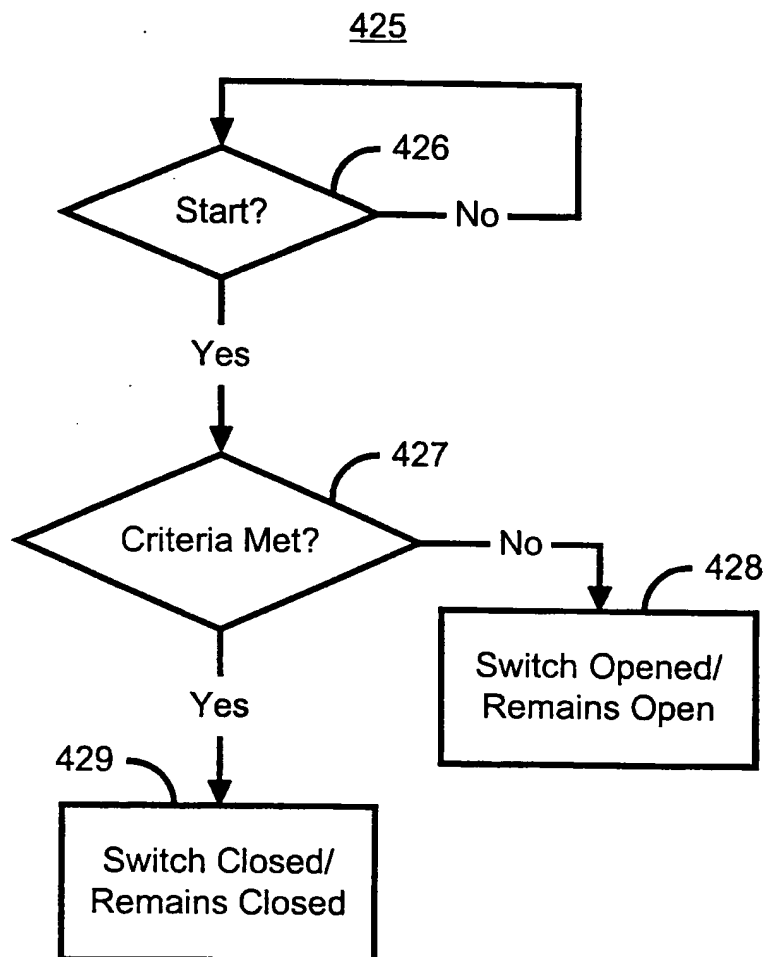 425
426
Start?
No
Yes
427
Criteria Met?
No
428
Switch Opened/
Remains Open
Yes
429
Switch Closed/
Remains Closed